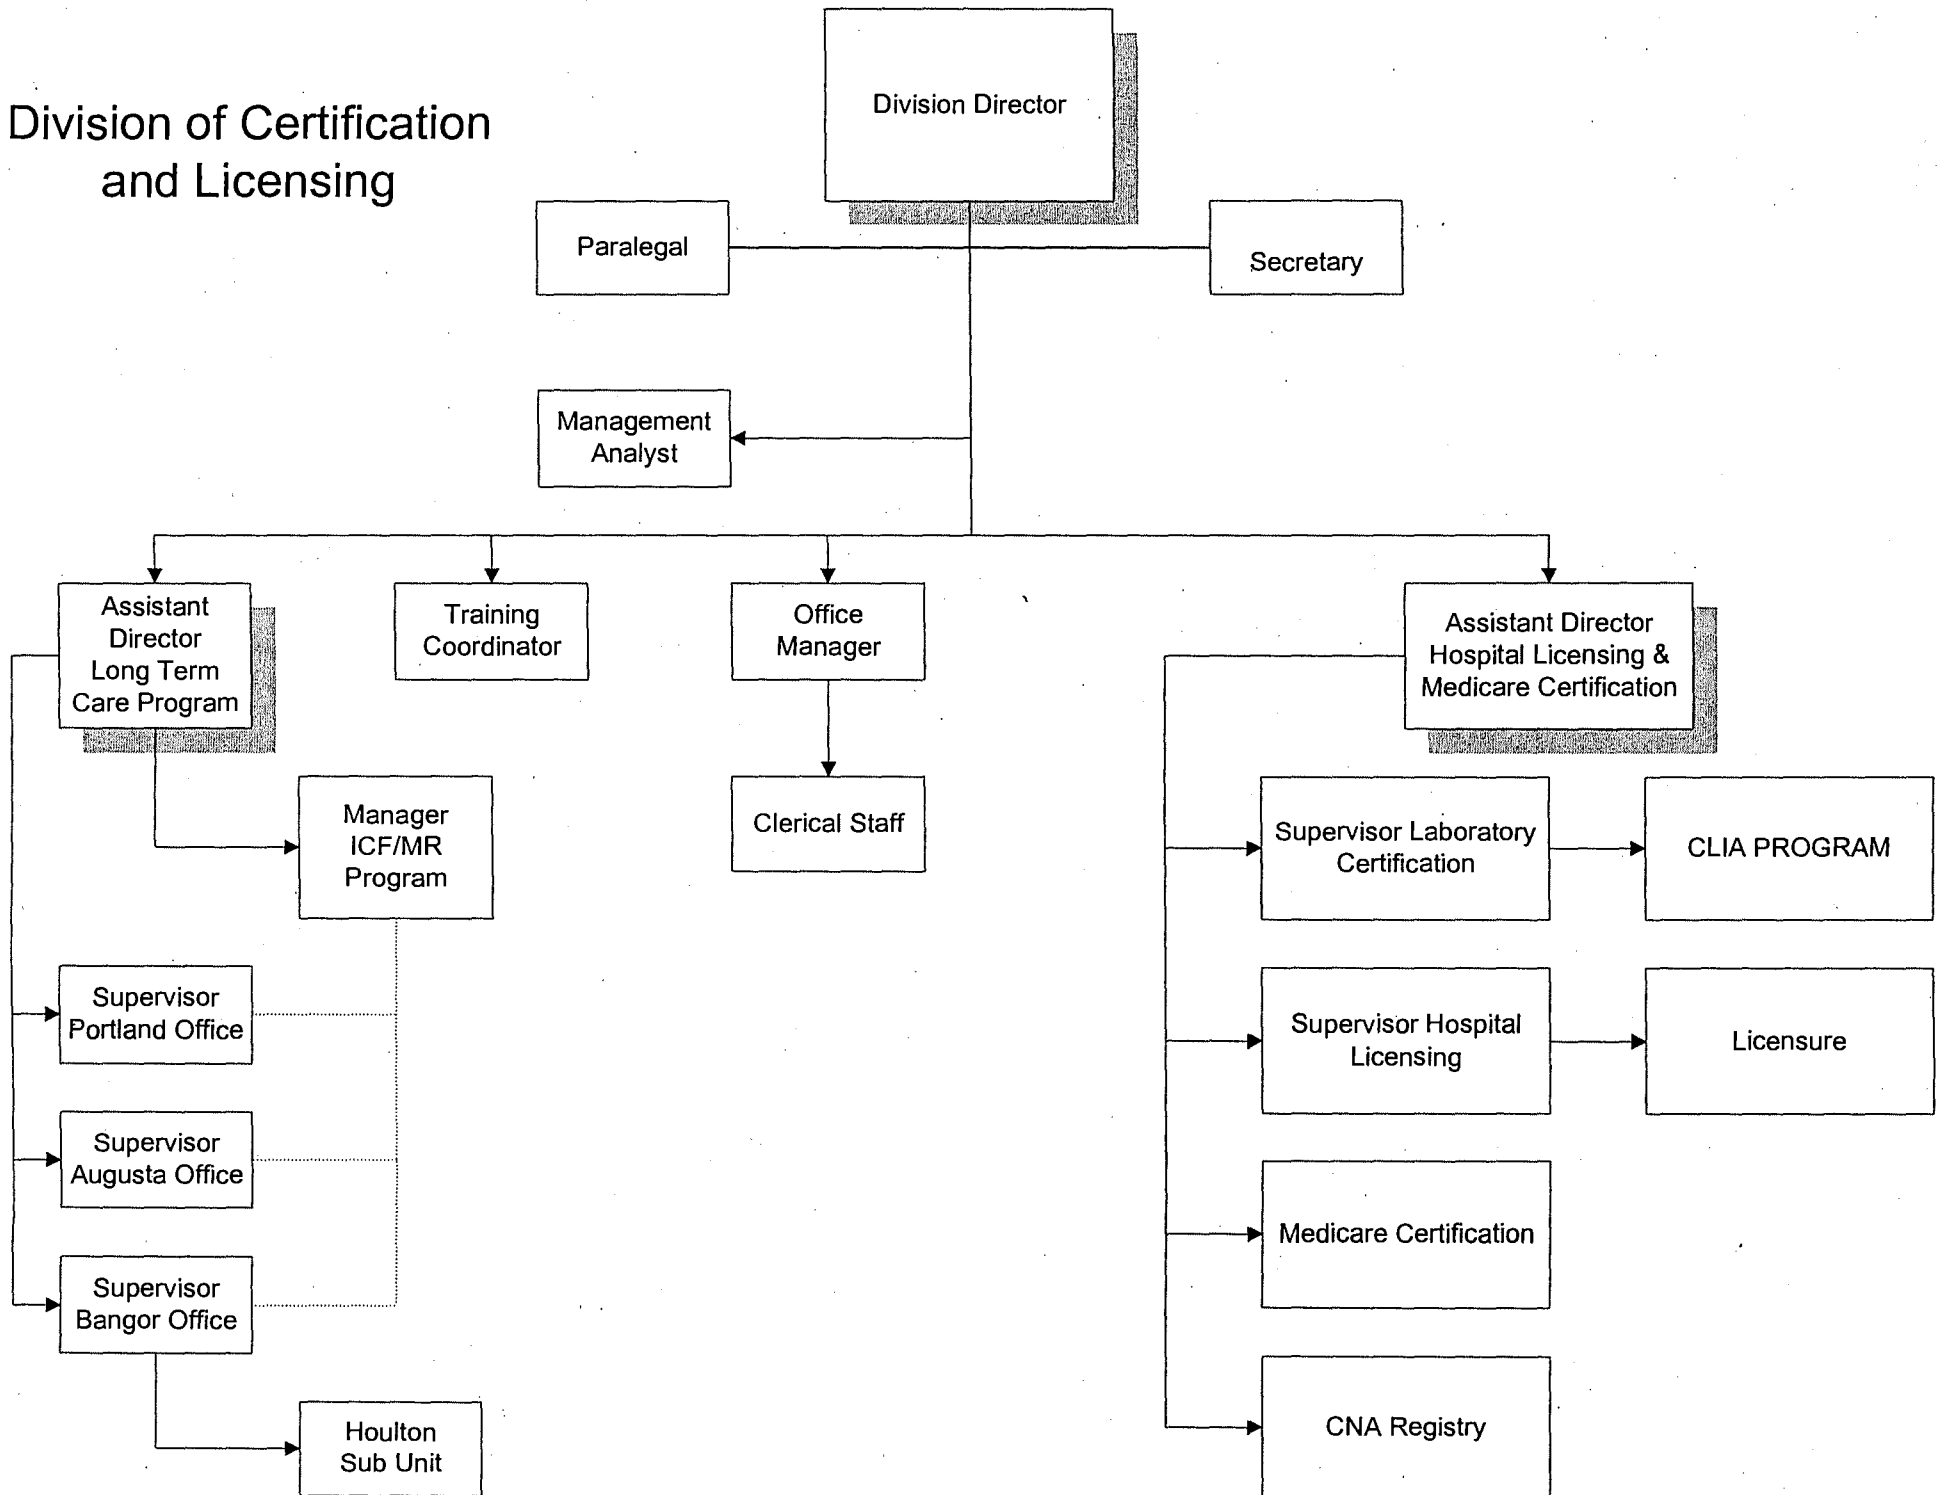 Division of Certification
and Licensing
Division Director
Paralegal
Secretary
Management
Analyst
Assistant
Director
Long Term
Care Program
Training
Coordinator
Office
Manager
Assistant Director
Hospital Licensing &
Medicare Certification
Manager
ICF/MR
Program
Clerical Staff
Supervisor Laboratory
Certification
CLIA PROGRAM
Supervisor
Portland Office
Supervisor Hospital
Licensing
Licensure
Supervisor
Augusta Office
Medicare Certification
Supervisor
Bangor Office
CNA Registry
Houlton
Sub Unit